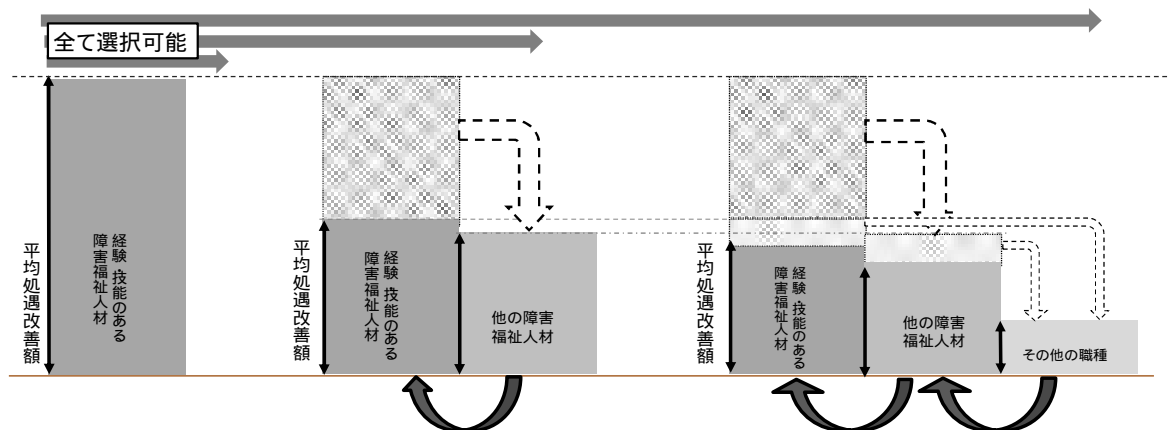 全て選択可能
平均処遇改善額
経験･技能のある
障害福祉人材
平均処遇改善額
経験･技能のある
障害福祉人材
他の障害
福祉人材
平均処遇改善額
経験･技能のある
障害福祉人材
他の障害
福祉人材
その他の職種